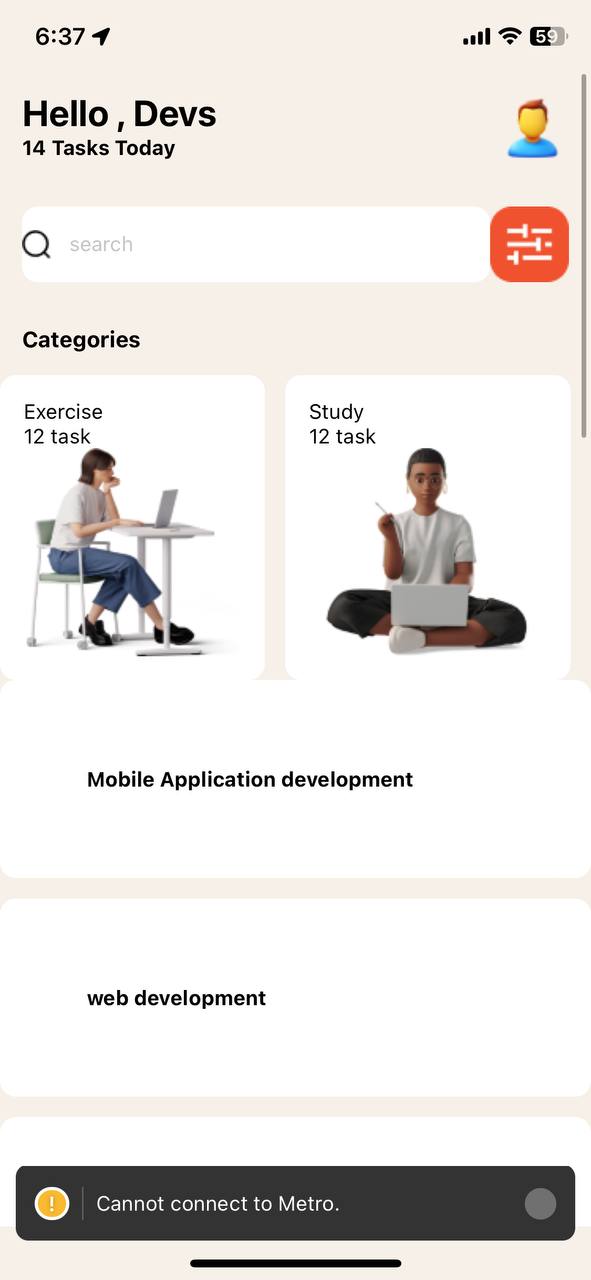 6:37
59
Hello , Devs
14 Tasks Today
search
Categories
Exercise
12 task
Study
12 task
Mobile Application development
web development
! Cannot connect to Metro.